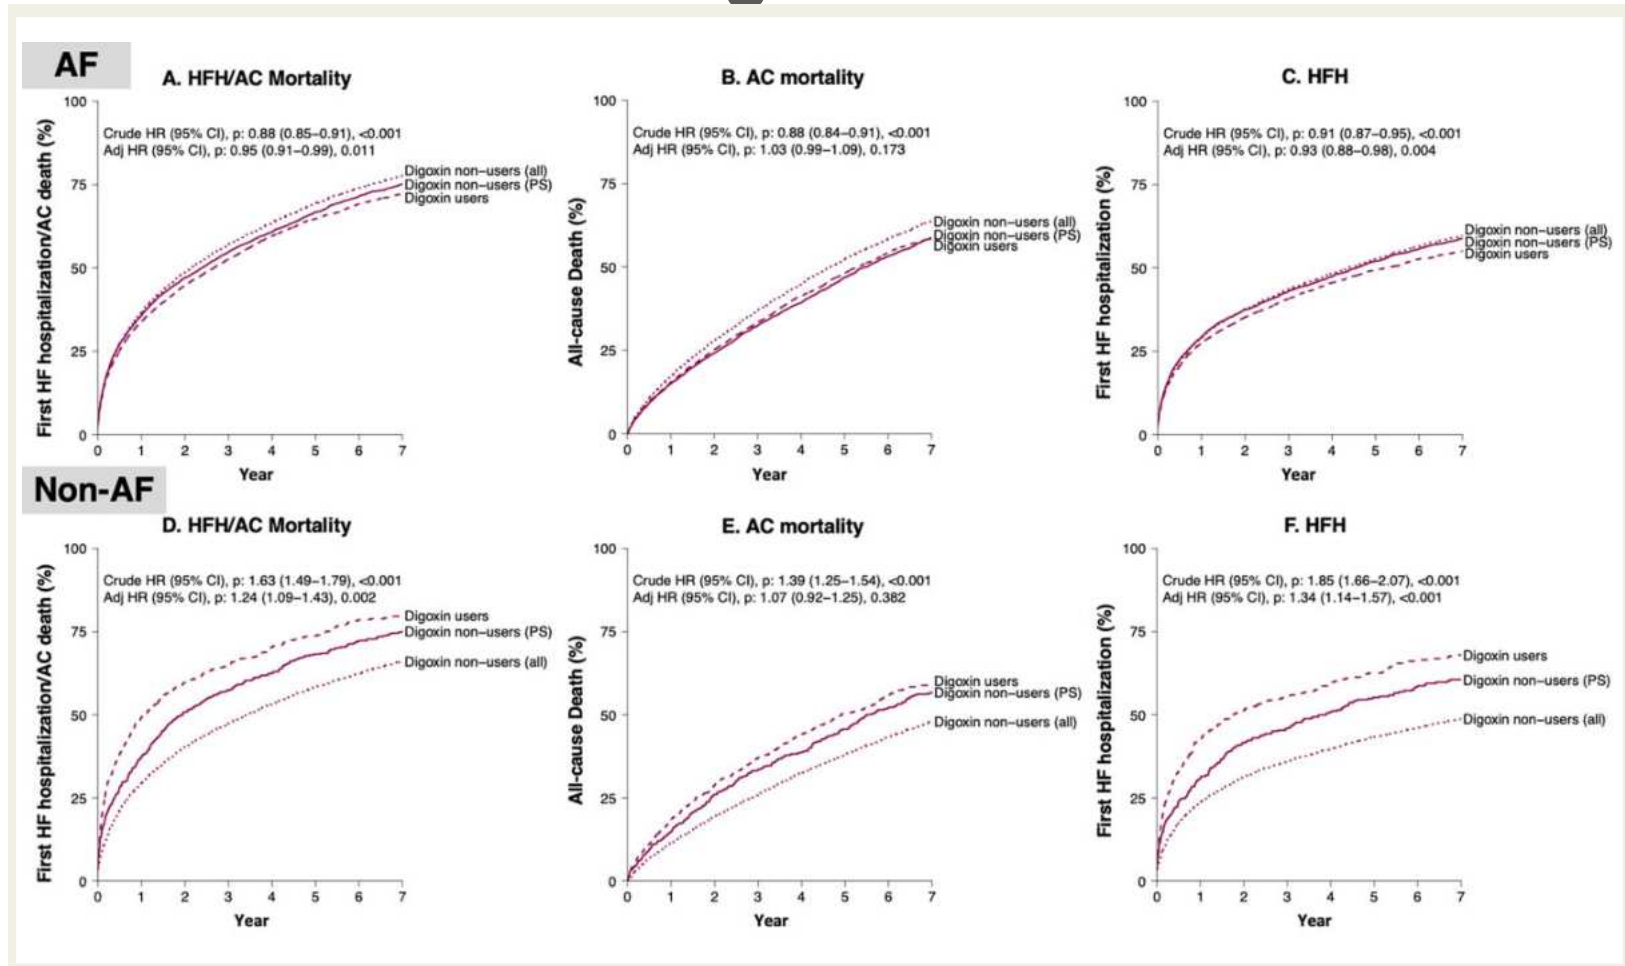 AF
A. HFH/AC Mortality
First HF hospitalization/AC death (%)
100
75
50
25
0
Crude HR (95% CI), p: 0.88 (0.85–0.91), <0.001
Adj HR (95% CI), p: 0.95 (0.91–0.99), 0.011
Digoxin non–users (all)
Digoxin non–users (PS)
Digoxin users
0 1 2 3 4 5 6 7
Year
B. AC mortality
All-cause Death (%)
100
75
50
25
0
Crude HR (95% CI), p: 0.88 (0.84–0.91), <0.001
Adj HR (95% CI), p: 1.03 (0.99–1.09), 0.173
Digoxin non–users (all)
Digoxin non–users (PS)
Digoxin users
0 1 2 3 4 5 6 7
Year
C. HFH
First HF hospitalization (%)
100
75
50
25
0
Crude HR (95% CI), p: 0.91 (0.87–0.95), <0.001
Adj HR (95% CI), p: 0.93 (0.88–0.98), 0.004
Digoxin non–users (all)
Digoxin non–users (PS)
Digoxin users
0 1 2 3 4 5 6 7
Year
Non-AF
D. HFH/AC Mortality
First HF hospitalization/AC death (%)
100
75
50
25
0
Crude HR (95% CI), p: 1.63 (1.49–1.79), <0.001
Adj HR (95% CI), p: 1.24 (1.09–1.43), 0.002
Digoxin users
Digoxin non–users (PS)
Digoxin non–users (all)
0 1 2 3 4 5 6 7
Year
E. AC mortality
All-cause Death (%)
100
75
50
25
0
Crude HR (95% CI), p: 1.39 (1.25–1.54), <0.001
Adj HR (95% CI), p: 1.07 (0.92–1.25), 0.382
Digoxin users
Digoxin non–users (PS)
Digoxin non–users (all)
0 1 2 3 4 5 6 7
Year
F. HFH
First HF hospitalization (%)
100
75
50
25
0
Crude HR (95% CI), p: 1.85 (1.66–2.07), <0.001
Adj HR (95% CI), p: 1.34 (1.14–1.57), <0.001
Digoxin users
Digoxin non–users (PS)
Digoxin non–users (all)
0 1 2 3 4 5 6 7
Year